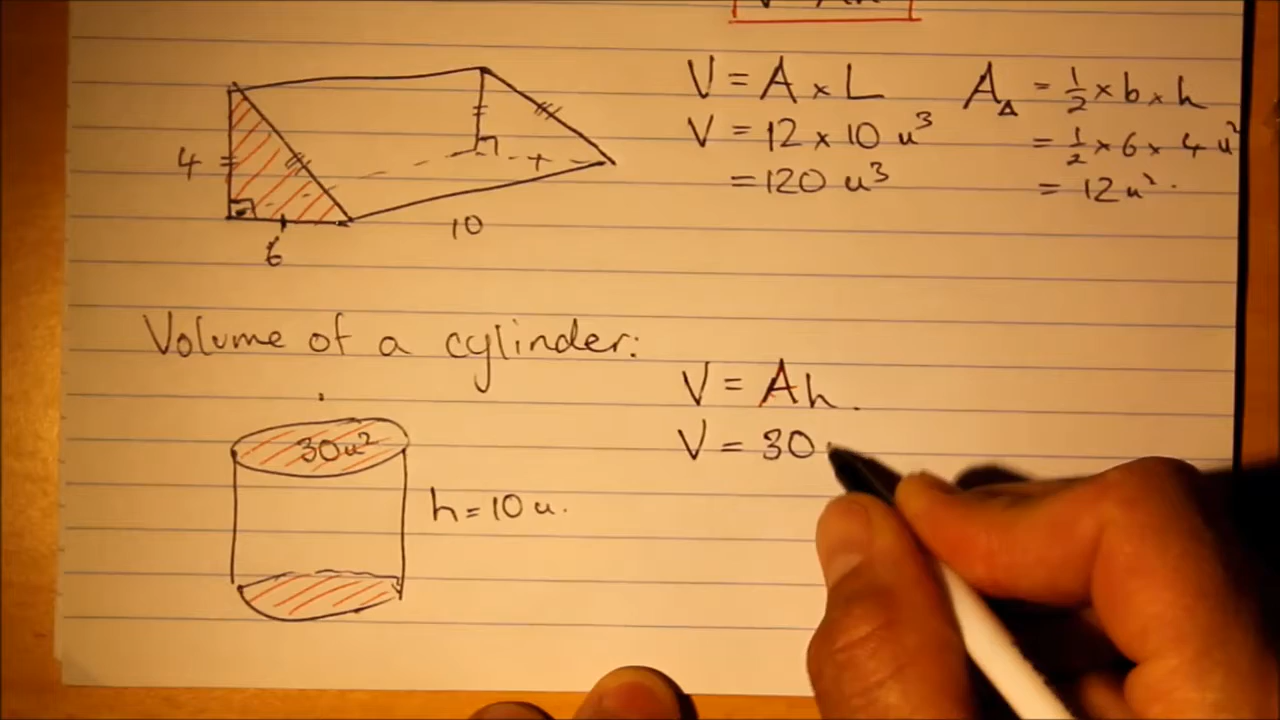 V = A x L
V = 12 x 10 u³
= 120 u³
A△ = ½ x b x h
= ½ x 6 x 4 u²
= 12 u².
4
6
10
Volume of a cylinder:
V = Ah.
V = 30
30u²
h = 10 u.